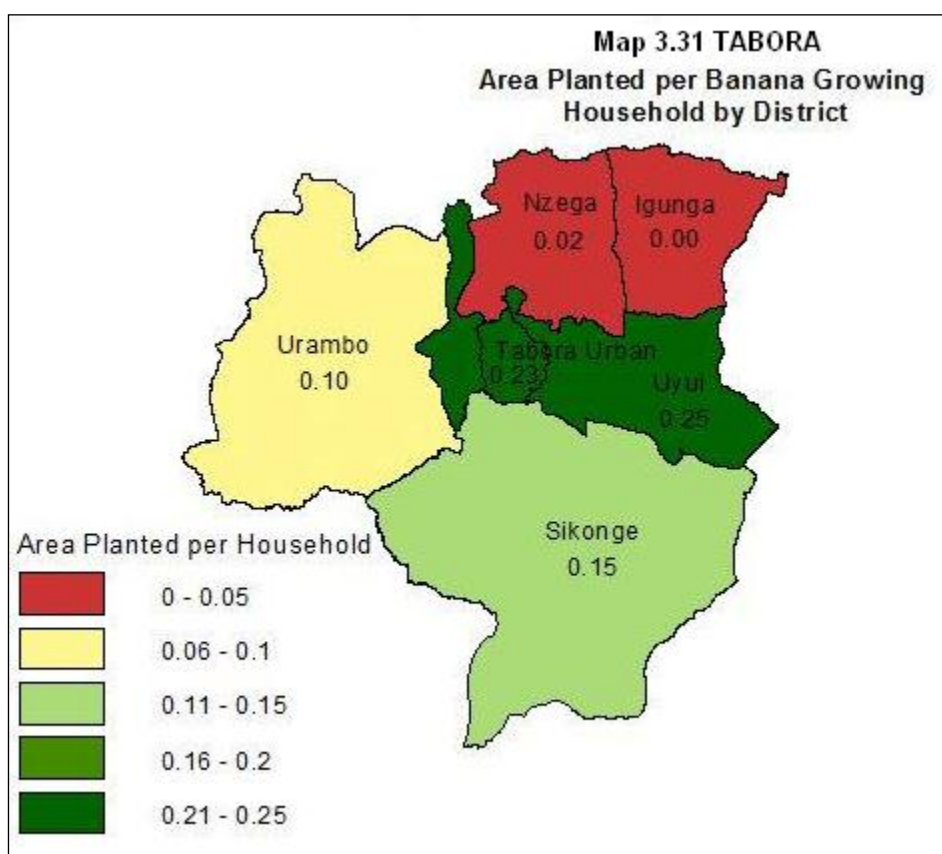 Map 3.31 TABORA
Area Planted per Banana Growing
Household by District
Nzega
0.02
Igunga
0.00
Urambo
0.10
Tabora Urban
0.23
Uyui
0.25
Sikonge
0.15
Area Planted per Household
0 - 0.05
0.06 - 0.1
0.11 - 0.15
0.16 - 0.2
0.21 - 0.25